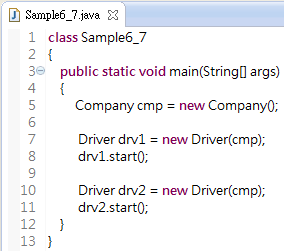 Sample6_7.java
1 class Sample6_7
2 {
3 public static void main(String[] args)
4 {
5 Company cmp = new Company();
6
7 Driver drv1 = new Driver(cmp);
8 drv1.start();
9
10 Driver drv2 = new Driver(cmp);
11 drv2.start();
12 }
13 }